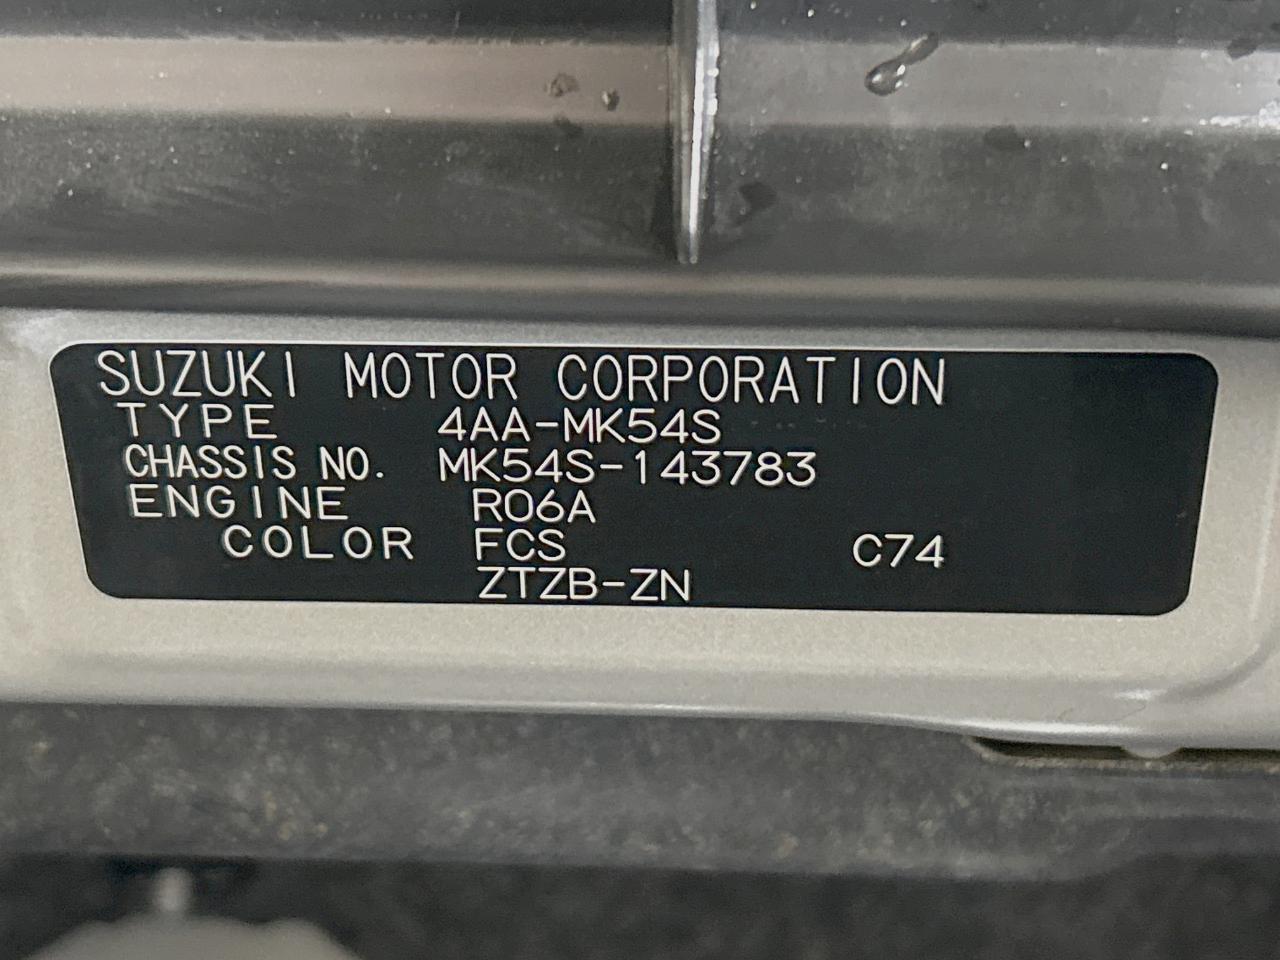 SUZUKI MOTOR CORPORATION
TYPE 4AA-MK54S
CHASSIS NO. MK54S-143783
ENGINE R06A
COLOR FCS C74
ZTZB-ZN